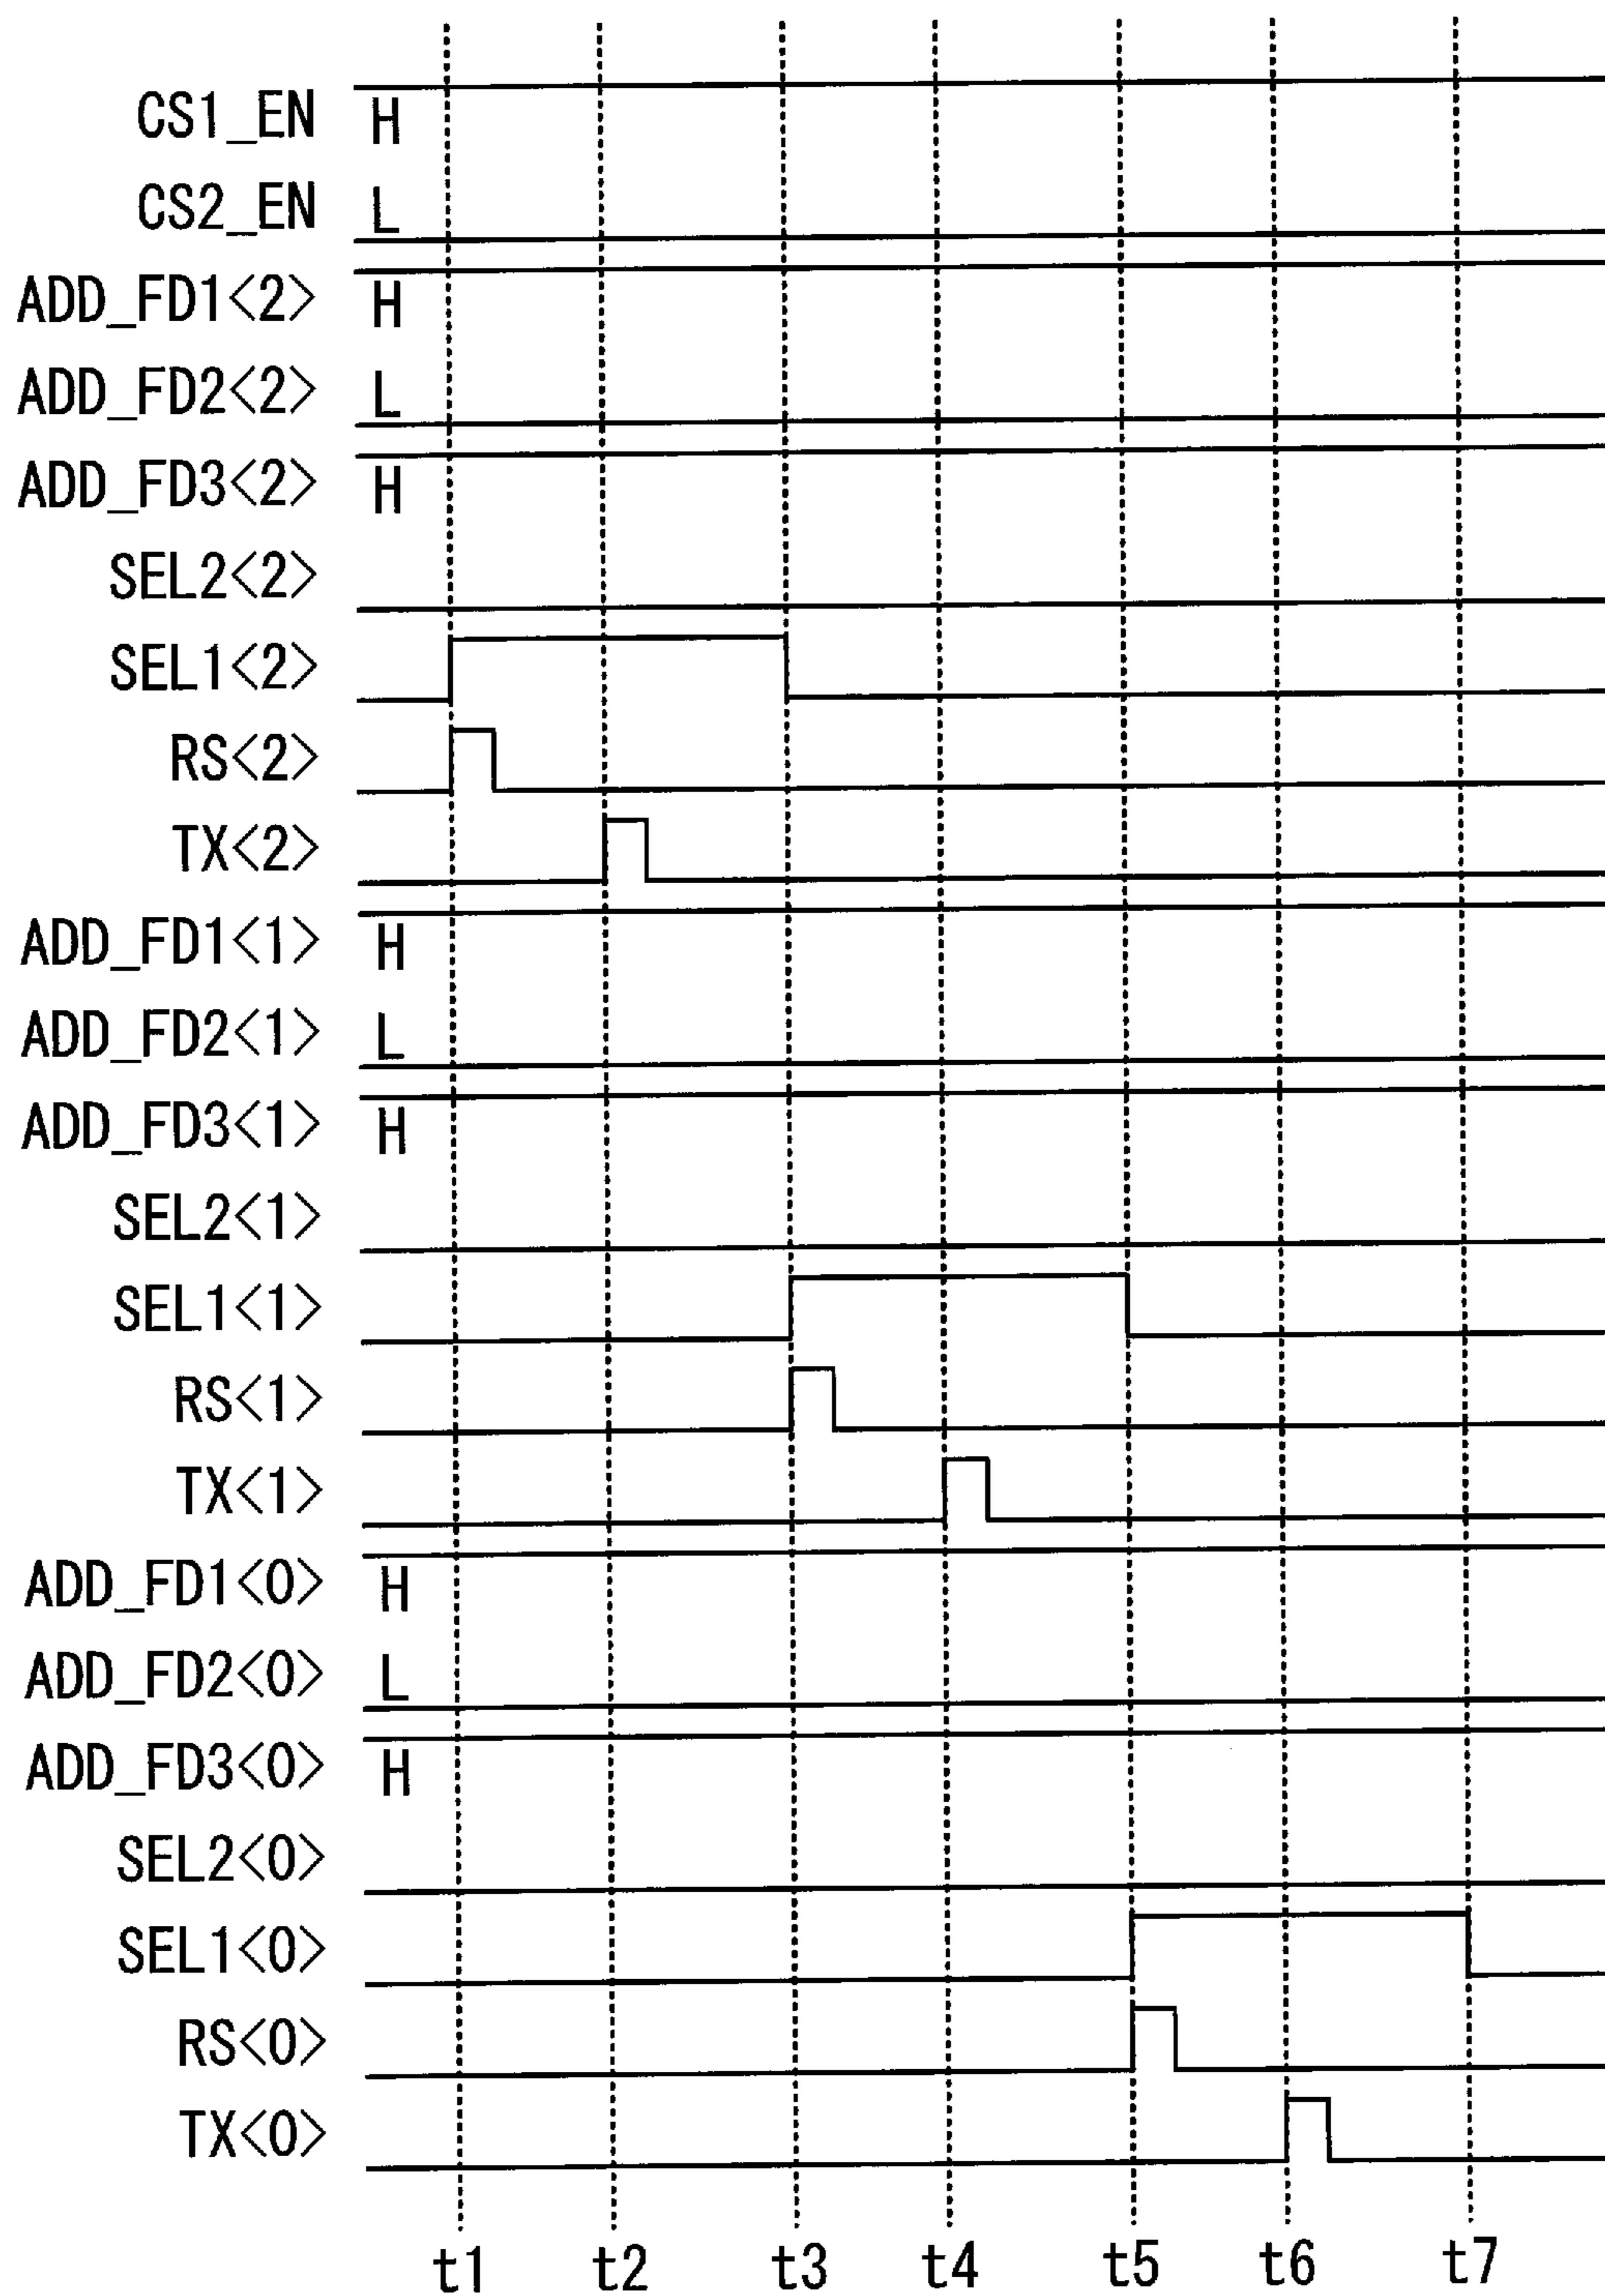 CS1_EN H
CS2_EN L
ADD_FD1<2> H
ADD_FD2<2> L
ADD_FD3<2> H
SEL2<2>
SEL1<2>
RS<2>
TX<2>
ADD_FD1<1> H
ADD_FD2<1> L
ADD_FD3<1> H
SEL2<1>
SEL1<1>
RS<1>
TX<1>
ADD_FD1<0> H
ADD_FD2<0> L
ADD_FD3<0> H
SEL2<0>
SEL1<0>
RS<0>
TX<0>
t1 t2 t3 t4 t5 t6 t7